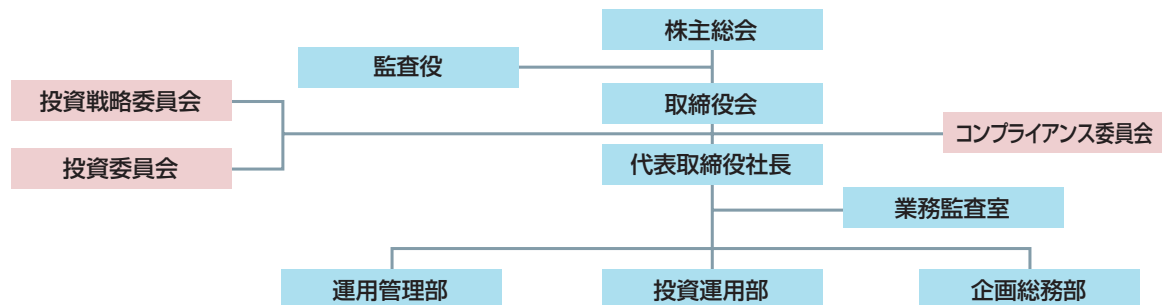 株主総会
監査役
投資戦略委員会
取締役会
コンプライアンス委員会
投資委員会
代表取締役社長
業務監査室
運用管理部
投資運用部
企画総務部